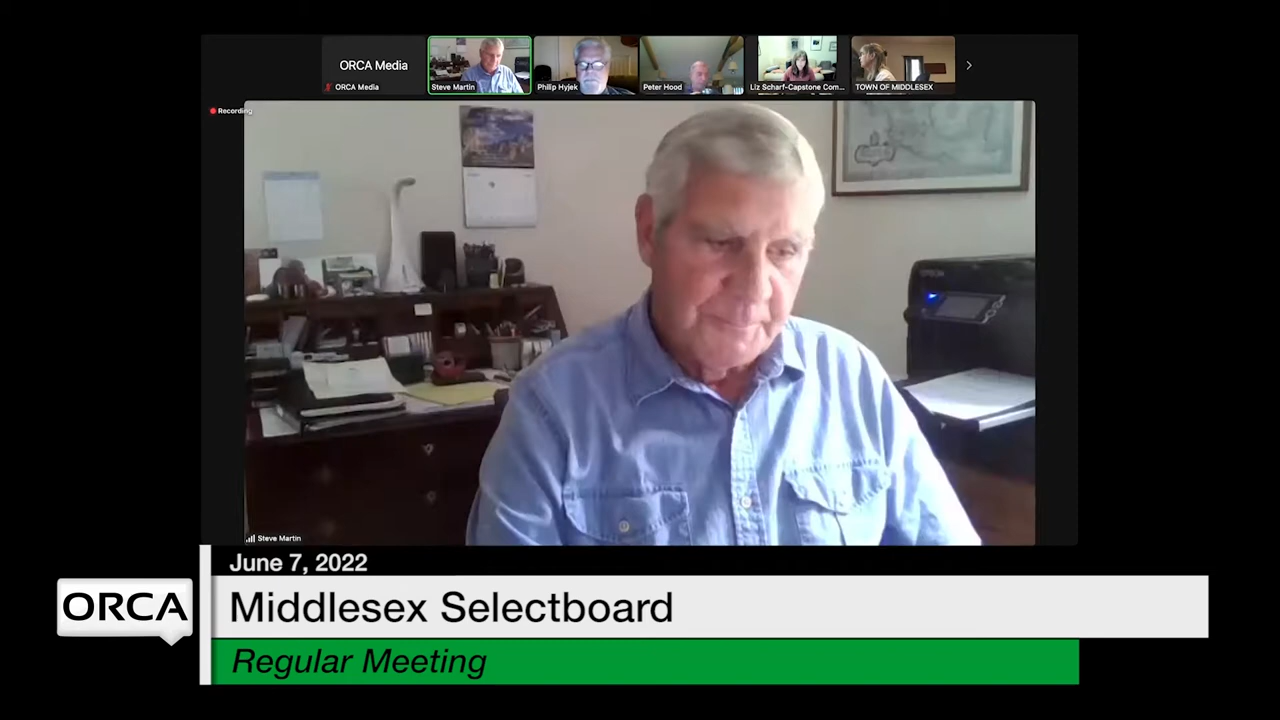 ORCA Media
ORCA Media
Steve Martin
Philip Hyjek
Peter Hood
Liz Scharf-Capstone Com...
TOWN OF MIDDLESEX
Recording
EPSON
Steve Martin
June 7, 2022
ORCA
Middlesex Selectboard
Regular Meeting